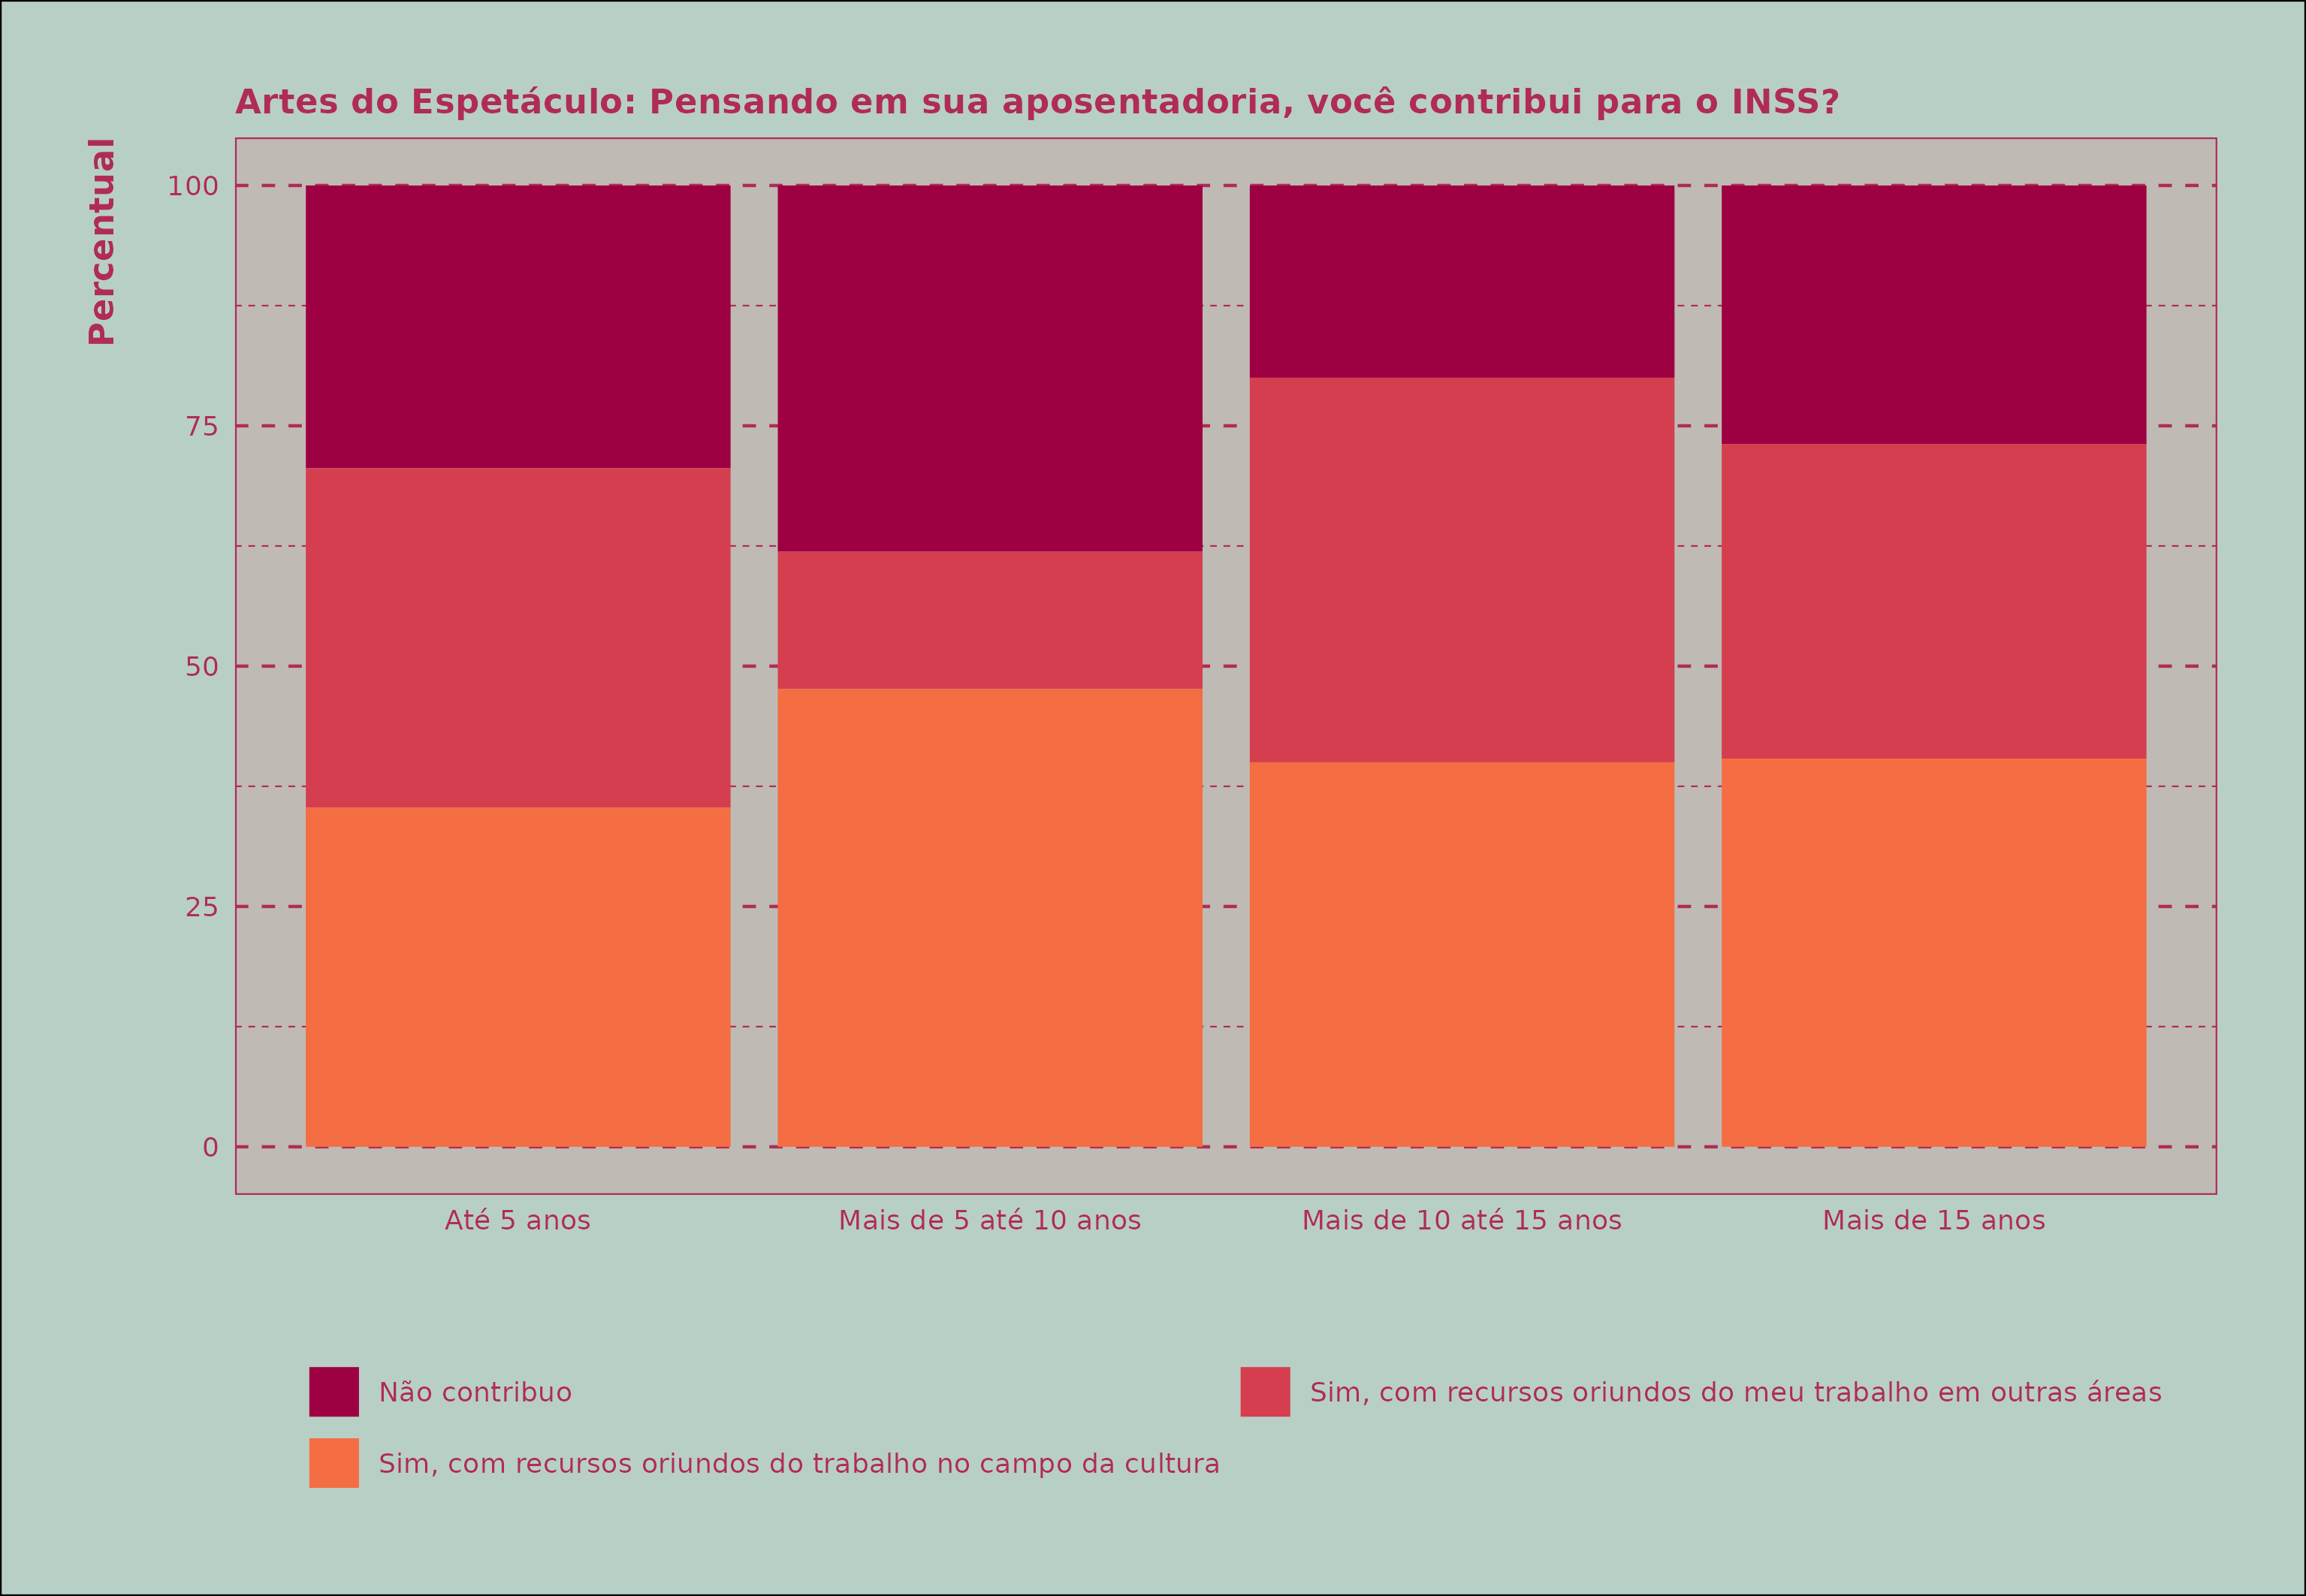 Artes do Espetáculo: Pensando em sua aposentadoria, você contribui para o INSS?
Percentual
100
75
50
25
0
Até 5 anos
Mais de 5 até 10 anos
Mais de 10 até 15 anos
Mais de 15 anos
Não contribuo
Sim, com recursos oriundos do meu trabalho em outras áreas
Sim, com recursos oriundos do trabalho no campo da cultura